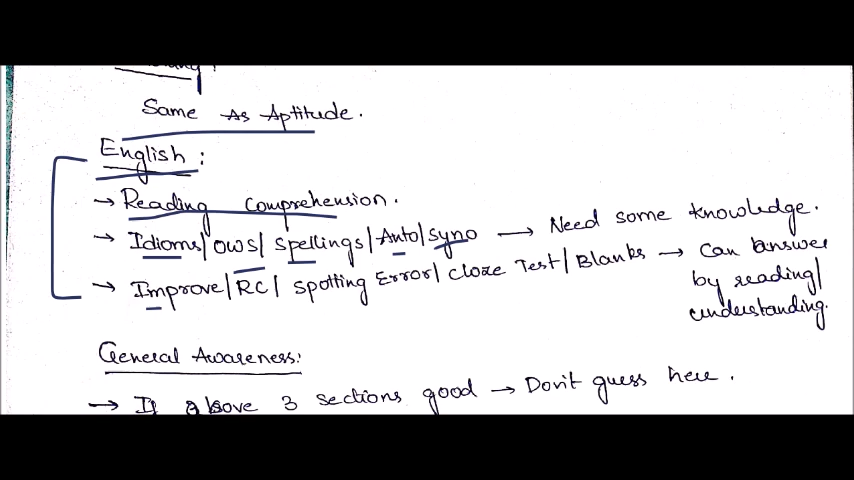 Same As Aptitude.
English :
→ Reading comprehension.
→ Idioms/ows/spellings/Anto/syno → Need some knowledge.
→ Improve/RC/ spotting Error/cloze Test/Blanks → can answer
by reading/
understanding.
General Awareness:
→ If above 3 sections good → Don't guess here.